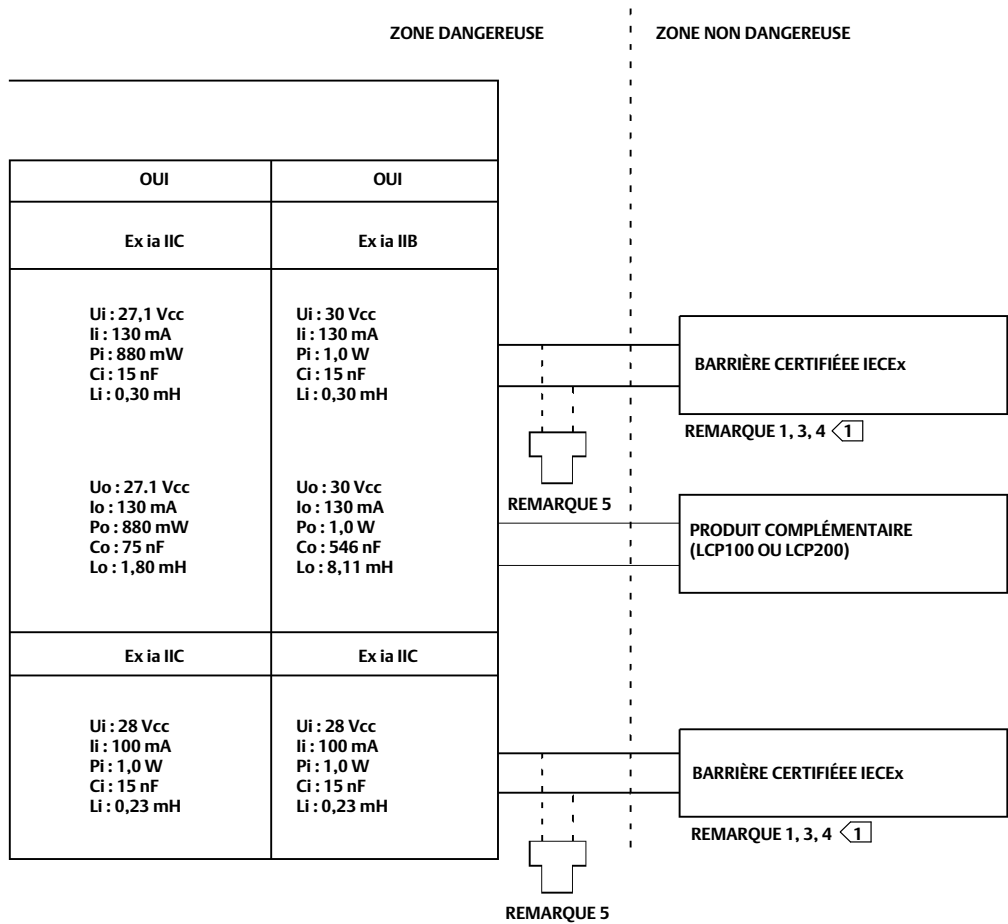 ZONE DANGEREUSE
ZONE NON DANGEREUSE
OUI
OUI
Ex ia IIC
Ex ia IIB
Ui : 27,1 Vcc
Ii : 130 mA
Pi : 880 mW
Ci : 15 nF
Li : 0,30 mH
Ui : 30 Vcc
Ii : 130 mA
Pi : 1,0 W
Ci : 15 nF
Li : 0,30 mH
BARRIÈRE CERTIFIÉEE IECEx
REMARQUE 1, 3, 4 1
REMARQUE 5
Uo : 27.1 Vcc
Io : 130 mA
Po : 880 mW
Co : 75 nF
Lo : 1,80 mH
Uo : 30 Vcc
Io : 130 mA
Po : 1,0 W
Co : 546 nF
Lo : 8,11 mH
PRODUIT COMPLÉMENTAIRE
(LCP100 OU LCP200)
Ex ia IIC
Ex ia IIC
Ui : 28 Vcc
Ii : 100 mA
Pi : 1,0 W
Ci : 15 nF
Li : 0,23 mH
Ui : 28 Vcc
Ii : 100 mA
Pi : 1,0 W
Ci : 15 nF
Li : 0,23 mH
BARRIÈRE CERTIFIÉEE IECEx
REMARQUE 1, 3, 4 1
REMARQUE 5